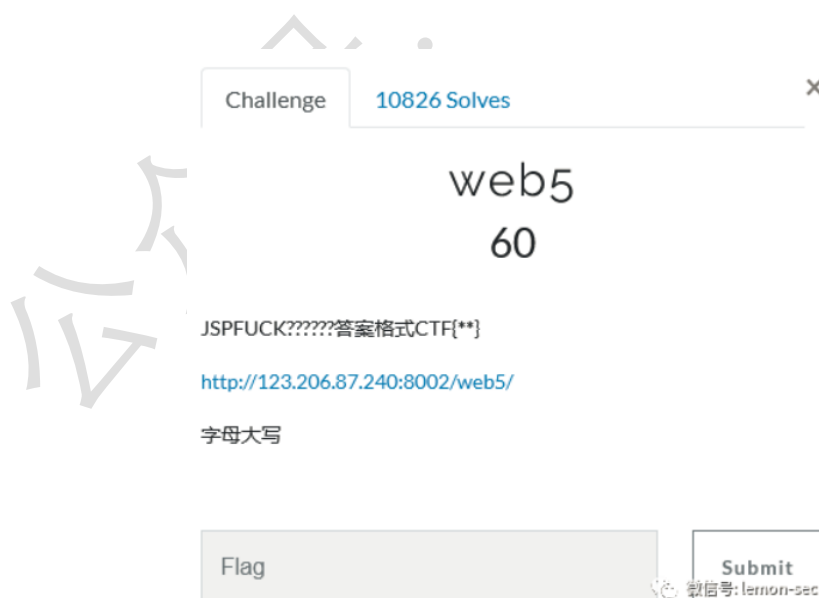 Challenge
10826 Solves
×
web5
60
JSPFUCK??????答案格式CTF{**}
http://123.206.87.240:8002/web5/
字母大写
Flag
Submit
微信号: lemon-sec